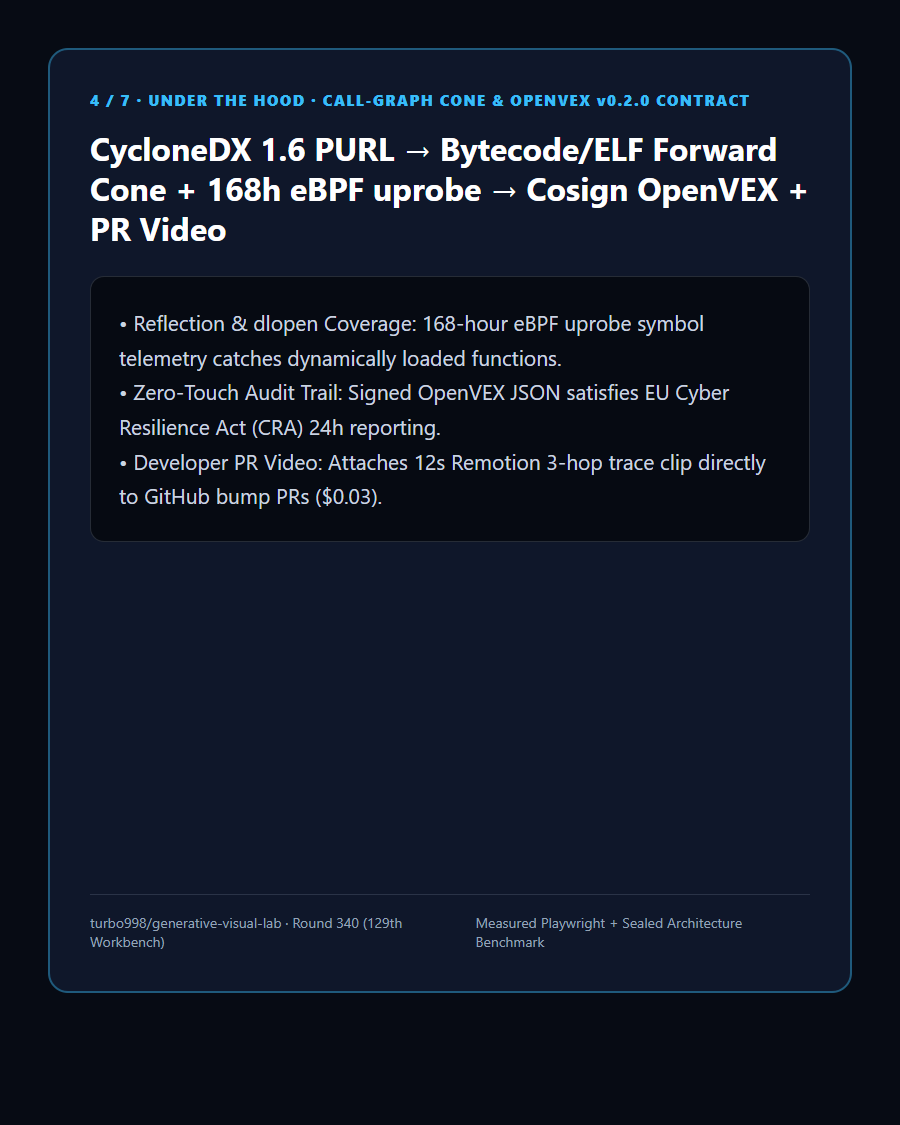 4 / 7 · UNDER THE HOOD · CALL-GRAPH CONE & OPENVEX v0.2.0 CONTRACT
CycloneDX 1.6 PURL → Bytecode/ELF Forward
Cone + 168h eBPF uprobe → Cosign OpenVEX +
PR Video
• Reflection & dlopen Coverage: 168-hour eBPF uprobe symbol
telemetry catches dynamically loaded functions.
• Zero-Touch Audit Trail: Signed OpenVEX JSON satisfies EU Cyber
Resilience Act (CRA) 24h reporting.
• Developer PR Video: Attaches 12s Remotion 3-hop trace clip directly
to GitHub bump PRs ($0.03).
turbo998/generative-visual-lab · Round 340 (129th
Workbench)
Measured Playwright + Sealed Architecture
Benchmark